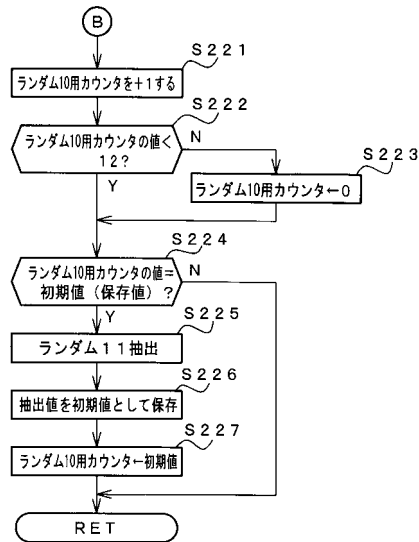 B
S221
ランダム10用カウンタを+1する
S222
ランダム10用カウンタの値<
12?
N
Y
S223
ランダム10用カウンタ←0
S224
ランダム10用カウンタの値=
初期値(保存値)?
N
Y
S225
ランダム11抽出
S226
抽出値を初期値として保存
S227
ランダム10用カウンタ←初期値
RET